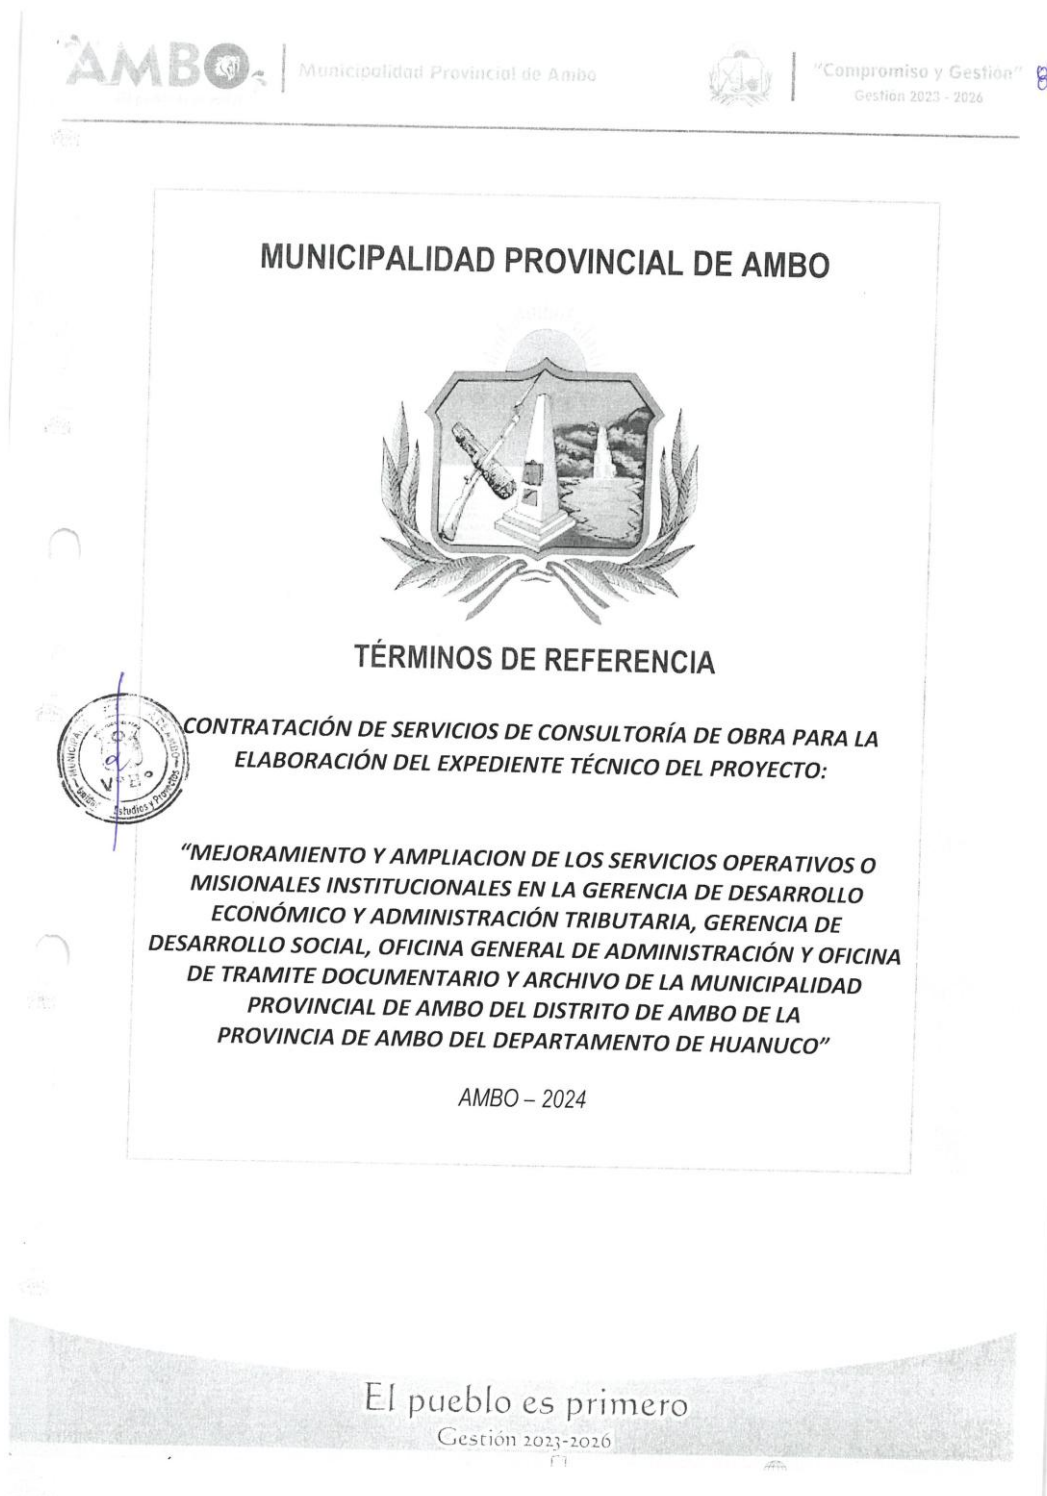 AMBO
Municipalidad Provincial de Ambo
"Compromiso y Gestión"
Gestion 2023 - 2026
MUNICIPALIDAD PROVINCIAL DE AMBO
TÉRMINOS DE REFERENCIA
CONTRATACIÓN DE SERVICIOS DE CONSULTORÍA DE OBRA PARA LA
ELABORACIÓN DEL EXPEDIENTE TÉCNICO DEL PROYECTO:
“MEJORAMIENTO Y AMPLIACION DE LOS SERVICIOS OPERATIVOS O
MISIONALES INSTITUCIONALES EN LA GERENCIA DE DESARROLLO
ECONÓMICO Y ADMINISTRACIÓN TRIBUTARIA, GERENCIA DE
DESARROLLO SOCIAL, OFICINA GENERAL DE ADMINISTRACIÓN Y OFICINA
DE TRAMITE DOCUMENTARIO Y ARCHIVO DE LA MUNICIPALIDAD
PROVINCIAL DE AMBO DEL DISTRITO DE AMBO DE LA
PROVINCIA DE AMBO DEL DEPARTAMENTO DE HUANUCO”
AMBO – 2024
Estudios y Proyectos
El pueblo es primero
Gestión 2023-2026